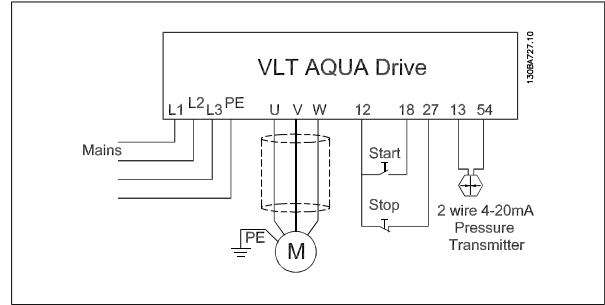 VLT AQUA Drive
130BA727.10
L1 L2 L3 PE U V W 12 18 27 13 54
Mains
Start
Stop
PE
M
2 wire 4-20mA
Pressure
Transmitter